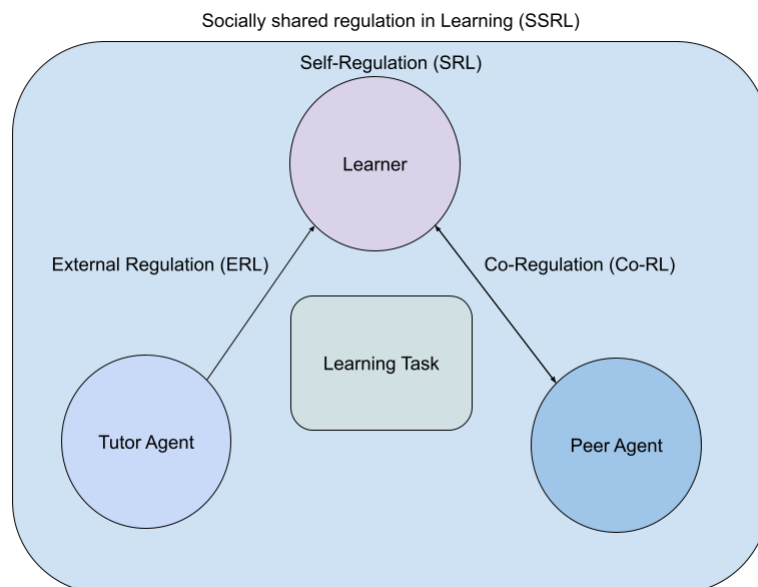 Socially shared regulation in Learning (SSRL)
Self-Regulation (SRL)
Learner
External Regulation (ERL)
Co-Regulation (Co-RL)
Learning Task
Tutor Agent
Peer Agent